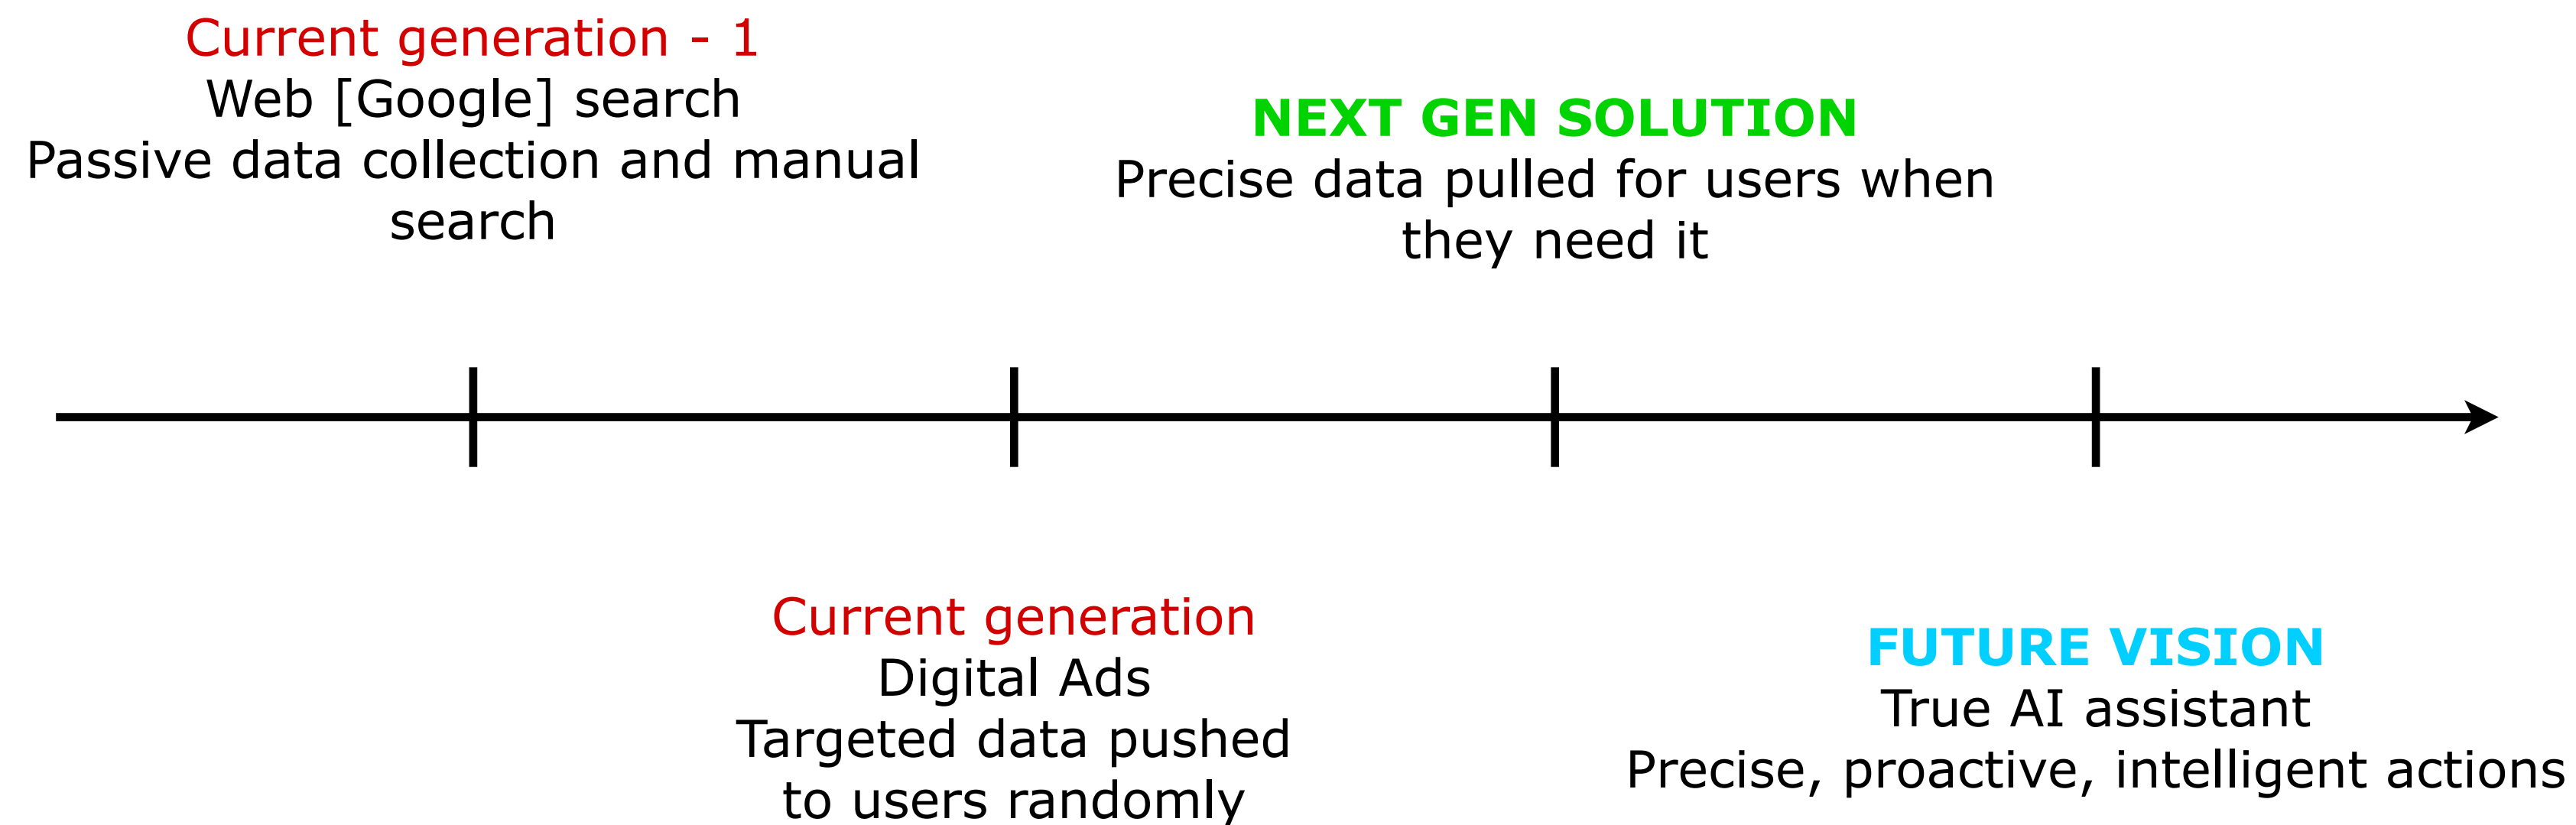 Current generation - 1
Web [Google] search
Passive data collection and manual
search
NEXT GEN SOLUTION
Precise data pulled for users when
they need it
Current generation
Digital Ads
Targeted data pushed
to users randomly
FUTURE VISION
True AI assistant
Precise, proactive, intelligent actions